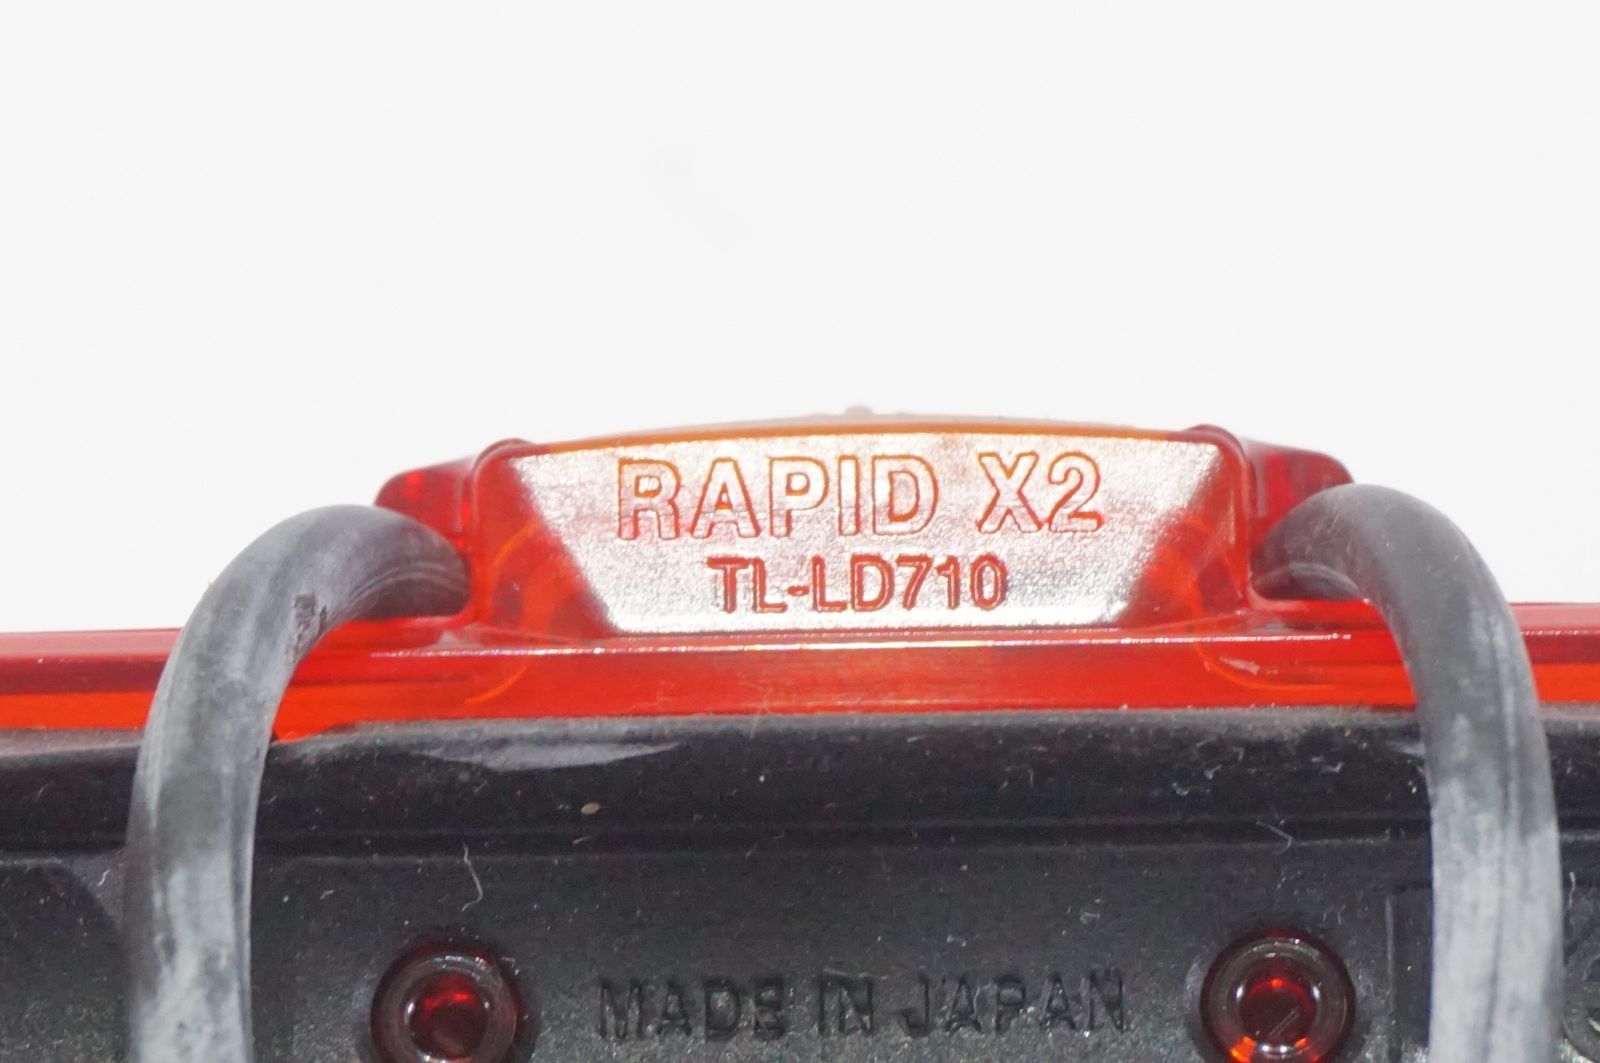 RAPID X2
TL-LD710
MADE IN JAPAN